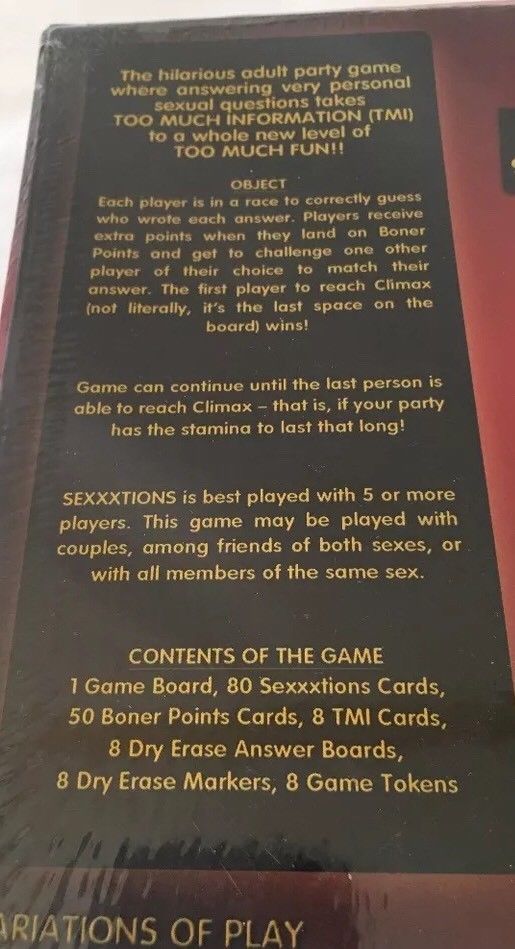 The hilarious adult party game
where answering very personal
sexual questions takes
TOO MUCH INFORMATION (TMI)
to a whole new level of
TOO MUCH FUN!!
OBJECT
Each player is in a race to correctly guess
who wrote each answer. Players receive
extra points when they land on Boner
Points and get to challenge one other
player of their choice to match their
answer. The first player to reach Climax
(not literally, it's the last space on the
board) wins!
Game can continue until the last person is
able to reach Climax – that is, if your party
has the stamina to last that long!
SEXXXTIONS is best played with 5 or more
players. This game may be played with
couples, among friends of both sexes, or
with all members of the same sex.
CONTENTS OF THE GAME
1 Game Board, 80 Sexxxtions Cards,
50 Boner Points Cards, 8 TMI Cards,
8 Dry Erase Answer Boards,
8 Dry Erase Markers, 8 Game Tokens
ARIATIONS OF PLAY